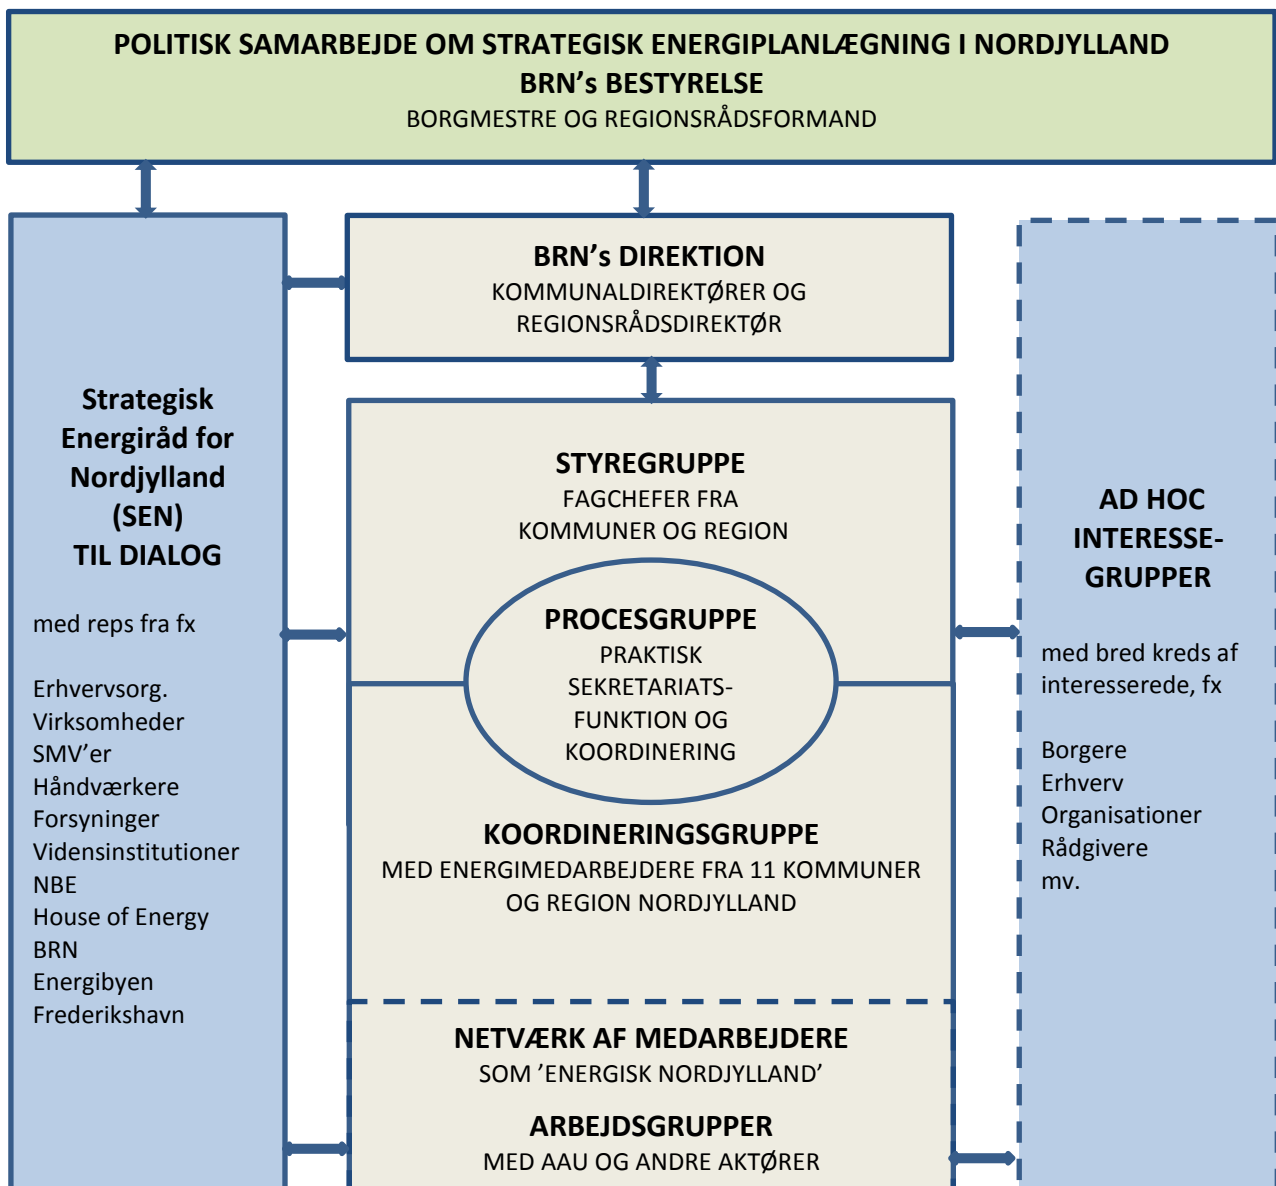 POLITISK SAMARBEJDE OM STRATEGISK ENERGIPLANLÆGNING I NORDJYLLAND
BRN's BESTYRELSE
BORGMESTRE OG REGIONSRÅDSFORMAND
BRN's DIREKTION
KOMMUNALDIREKTØRER OG
REGIONSRÅDSDIREKTØR
Strategisk
Energiråd for
Nordjylland
(SEN)
TIL DIALOG
med reps fra fx
Erhvervsorg.
Virksomheder
SMV'er
Håndværkere
Forsyninger
Vidensinstitutioner
NBE
House of Energy
BRN
Energibyen
Frederikshavn
STYREGRUPPE
FAGCHEFER FRA
KOMMUNER OG REGION
PROCESGRUPPE
PRAKTISK
SEKRETARIATS-
FUNKTION OG
KOORDINERING
KOORDINERINGSGRUPPE
MED ENERGIMEDARBEJDERE FRA 11 KOMMUNER
OG REGION NORDJYLLAND
NETVÆRK AF MEDARBEJDERE
SOM 'ENERGISK NORDJYLLAND'
ARBEJDSGRUPPER
MED AAU OG ANDRE AKTØRER
AD HOC
INTERESSE-
GRUPPER
med bred kreds af
interesserede, fx
Borgere
Erhverv
Organisationer
Rådgivere
mv.